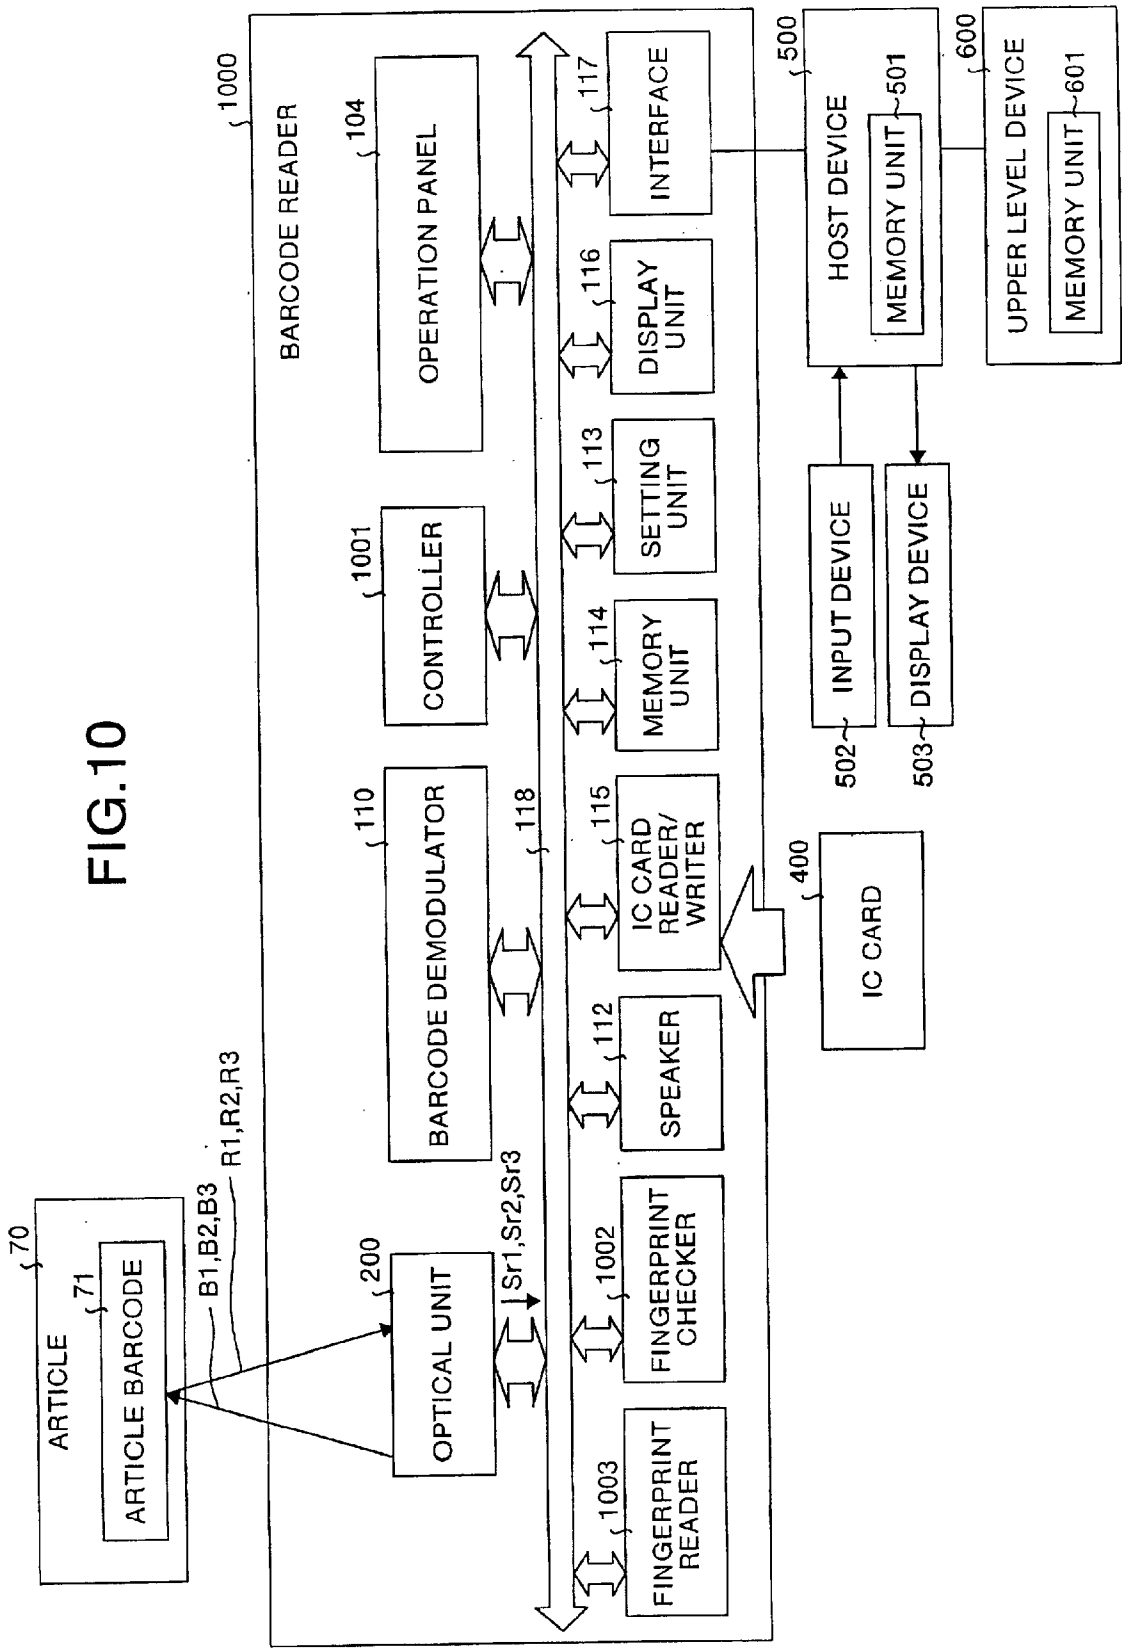 FIG.10
ARTICLE
70
ARTICLE BARCODE
71
B1,B2,B3
R1,R2,R3
1000
BARCODE READER
OPTICAL UNIT
200
Sr1,Sr2,Sr3
BARCODE DEMODULATOR
110
CONTROLLER
1001
OPERATION PANEL
104
118
FINGERPRINT
READER
1003
FINGERPRINT
CHECKER
1002
SPEAKER
112
IC CARD
READER/
WRITER
115
MEMORY
UNIT
114
SETTING
UNIT
113
DISPLAY
UNIT
116
INTERFACE
117
IC CARD
400
502
INPUT DEVICE
503
DISPLAY DEVICE
HOST DEVICE
500
MEMORY UNIT
501
UPPER LEVEL DEVICE
600
MEMORY UNIT
601